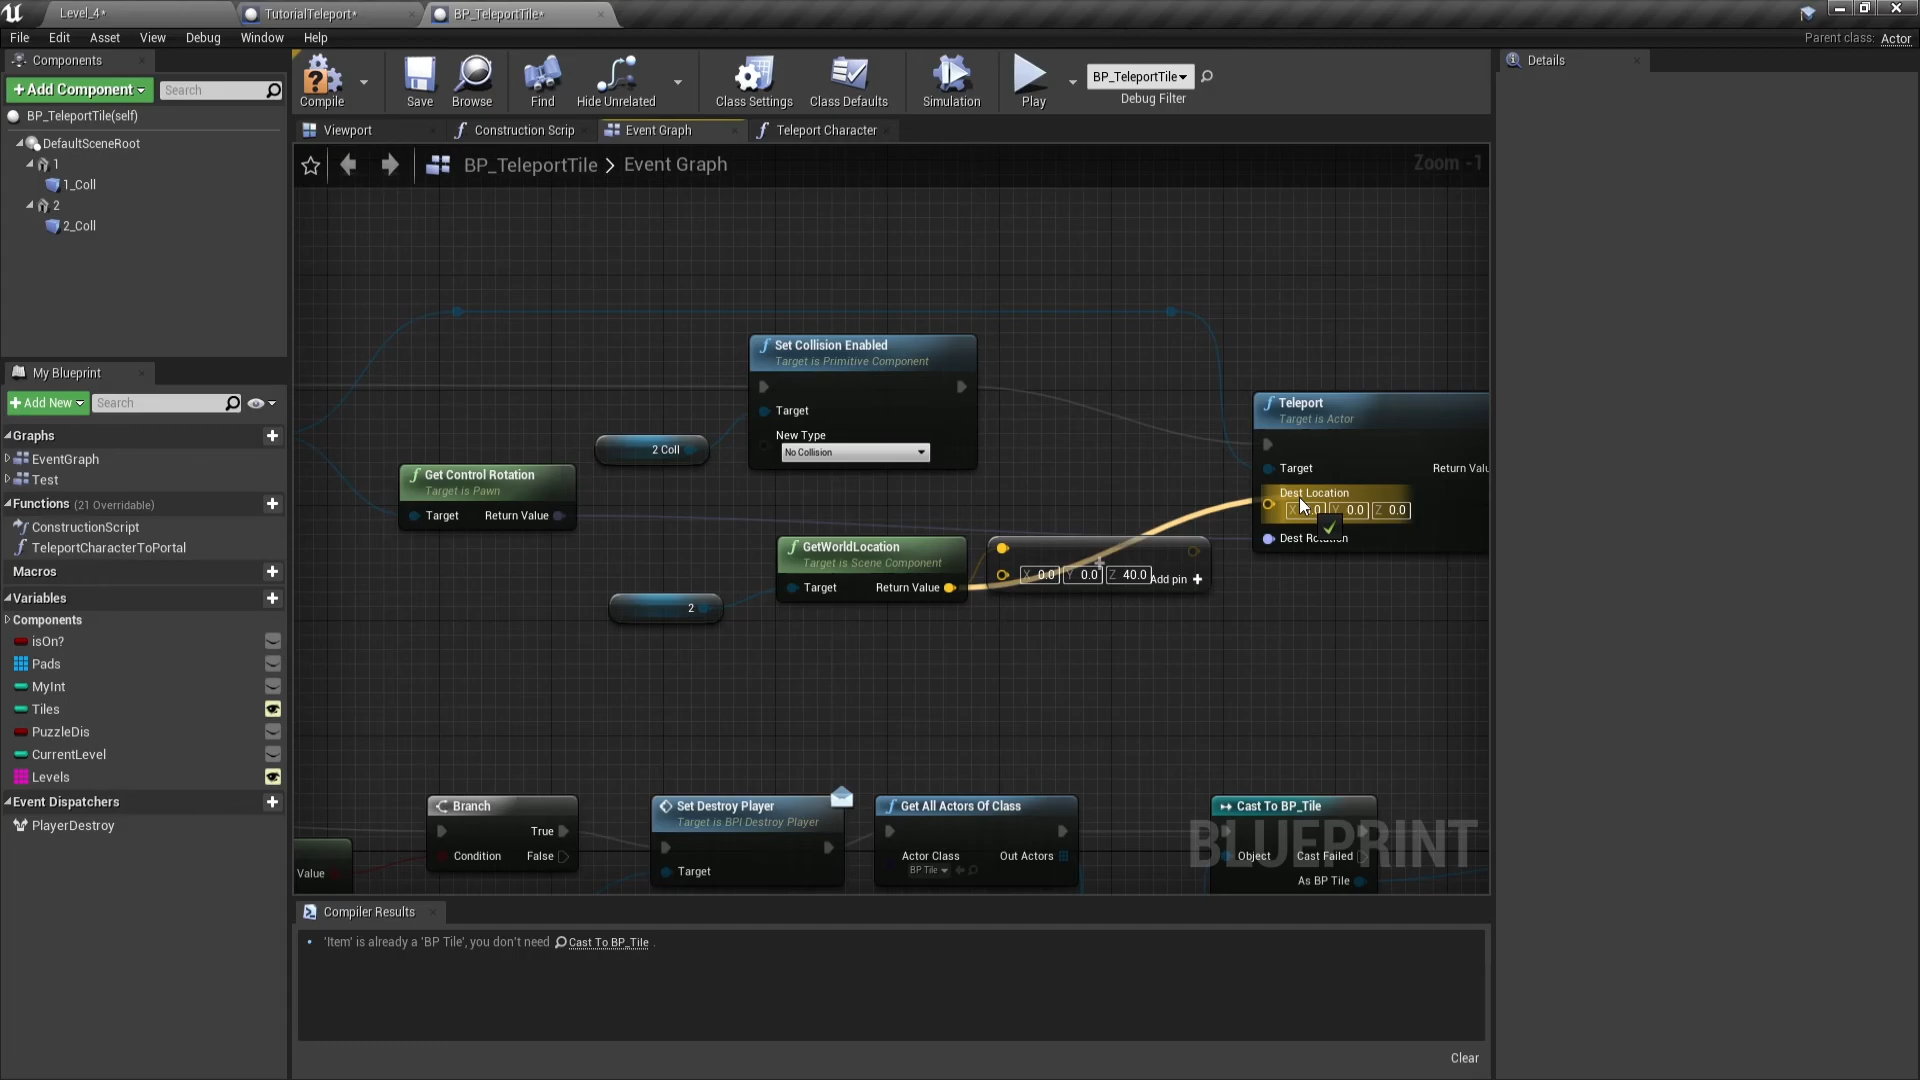 Level_4*
TutorialTeleport*
BP_TeleportTile*
File
Edit
Asset
View
Debug
Window
Help
Parent class: Actor
Components
+Add Component
Search
BP_TeleportTile(self)
DefaultSceneRoot
1
1_Coll
2
2_Coll
Compile
Save
Browse
Find
Hide Unrelated
Class Settings
Class Defaults
Simulation
Play
BP_TeleportTile
Debug Filter
Details
Viewport
Construction Scrip
Event Graph
Teleport Character
BP_TeleportTile > Event Graph
Zoom -1
My Blueprint
+Add New
Search
Graphs
EventGraph
Test
Functions (21 Overridable)
ConstructionScript
TeleportCharacterToPortal
Macros
Variables
Components
isOn?
Pads
MyInt
Tiles
PuzzleDis
CurrentLevel
Levels
Event Dispatchers
PlayerDestroy
Set Collision Enabled
Target is Primitive Component
Target
New Type
No Collision
2 Coll
Get Control Rotation
Target is Pawn
Target
Return Value
GetWorldLocation
Target is Scene Component
Target
Return Value
2
X 0.0 Y 0.0 Z 40.0
Add pin +
Teleport
Target is Actor
Target
Return Valu
Dest Location
Y 0.0 Z 0.0
Dest Rotation
Branch
True
Condition
False
Value
Set Destroy Player
Target is BPI Destroy Player
Target
Get All Actors Of Class
Actor Class
Out Actors
BP Tile
Cast To BP_Tile
Object
Cast Failed
As BP Tile
BLUEPRINT
Compiler Results
'Item' is already a 'BP Tile', you don't need Cast To BP_Tile .
Clear